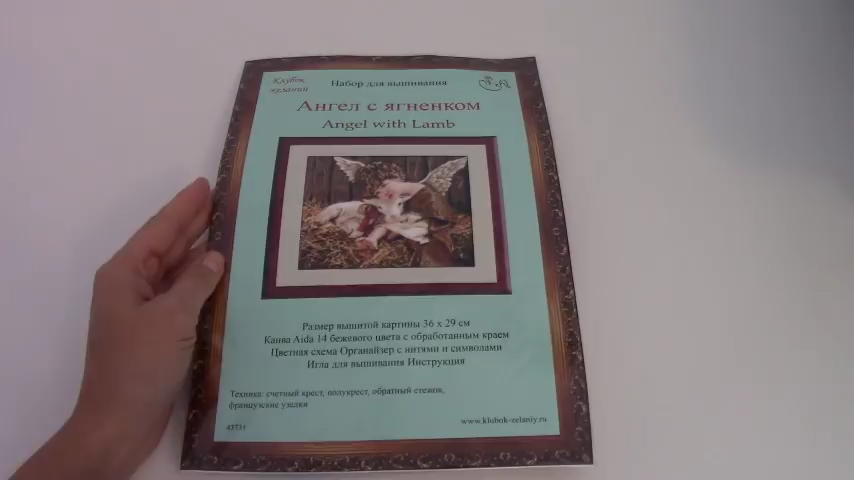 Клубок
желаний
Набор для вышивания
Ангел с ягненком
Angel with Lamb
Размер вышитой картины 36 х 29 см
Канва Aida 14 бежевого цвета с обработанным краем
Цветная схема Органайзер с нитями и символами
Игла для вышивания Инструкция
Техника: счетный крест, полукрест, обратный стежок,
французские узелки
www.klubok-zelaniy.ru